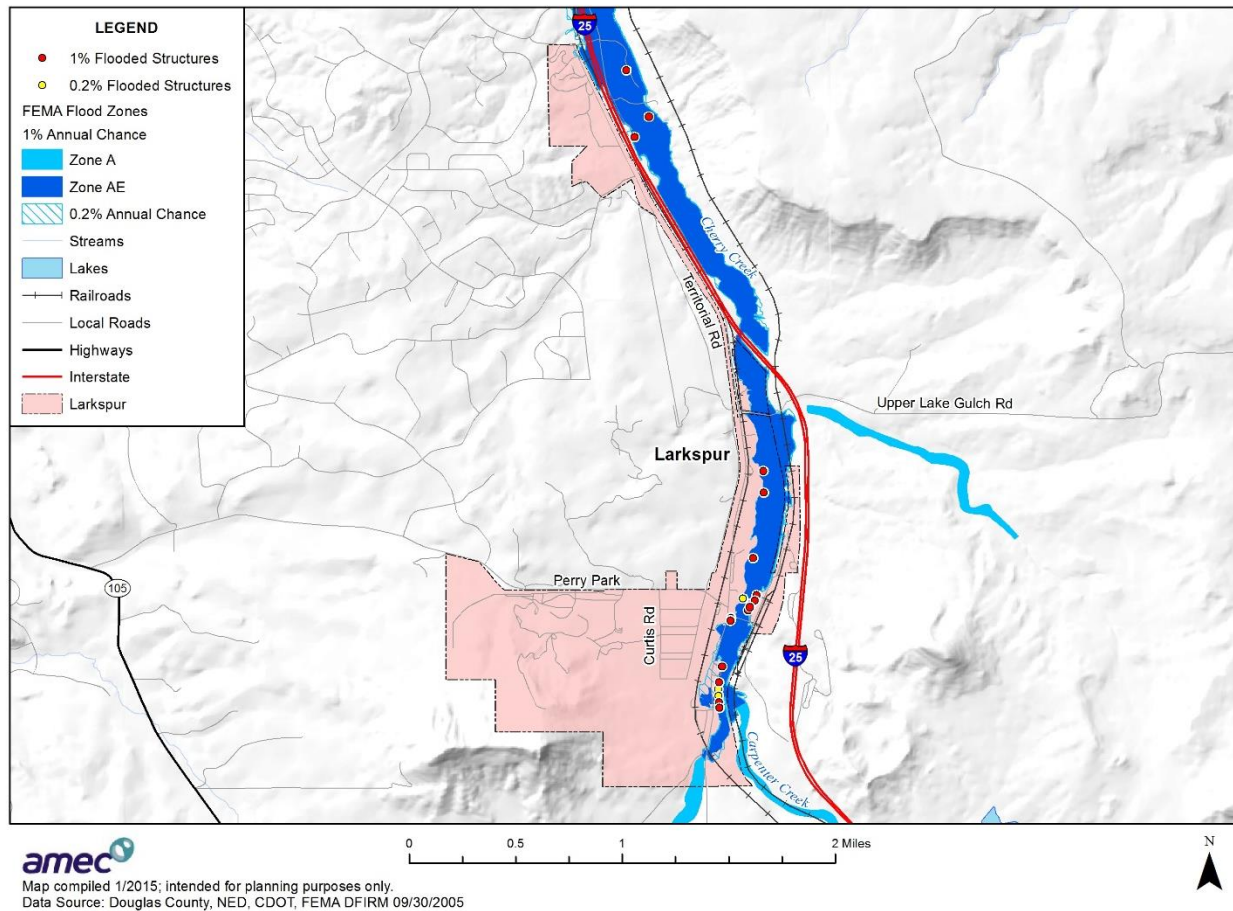 LEGEND
1% Flooded Structures
0.2% Flooded Structures
FEMA Flood Zones
1% Annual Chance
Zone A
Zone AE
0.2% Annual Chance
Streams
Lakes
Railroads
Local Roads
Highways
Interstate
Larkspur
25
Cherry Creek
Territorial Rd
Upper Lake Gulch Rd
Larkspur
Perry Park
105
Curtis Rd
25
Carpenter Creek
amec
0 0.5 1 2 Miles
N
Map compiled 1/2015; intended for planning purposes only.
Data Source: Douglas County, NED, CDOT, FEMA DFIRM 09/30/2005